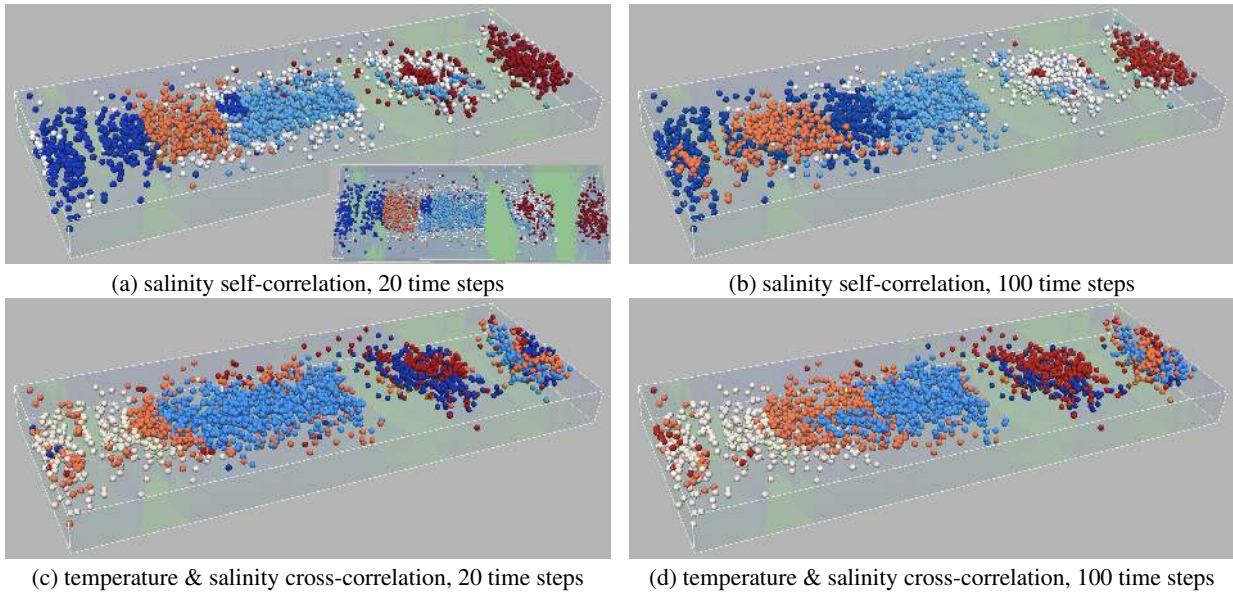 (a) salinity self-correlation, 20 time steps
(b) salinity self-correlation, 100 time steps
(c) temperature & salinity cross-correlation, 20 time steps
(d) temperature & salinity cross-correlation, 100 time steps